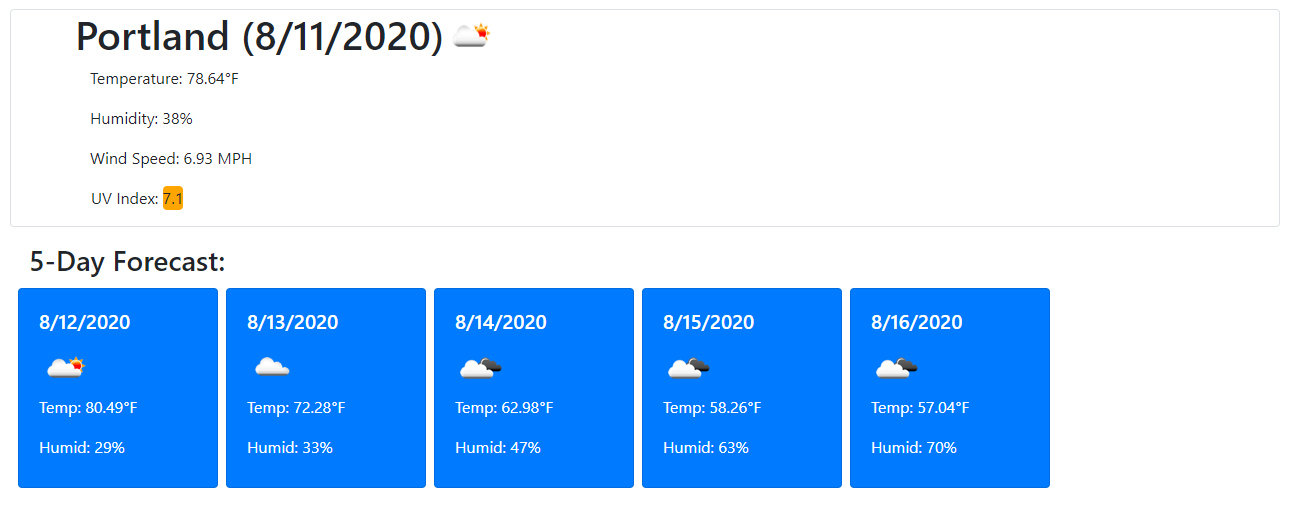 Portland (8/11/2020)
Temperature: 78.64°F
Humidity: 38%
Wind Speed: 6.93 MPH
UV Index: 7.1
5-Day Forecast:
8/12/2020
Temp: 80.49°F
Humid: 29%
8/13/2020
Temp: 72.28°F
Humid: 33%
8/14/2020
Temp: 62.98°F
Humid: 47%
8/15/2020
Temp: 58.26°F
Humid: 63%
8/16/2020
Temp: 57.04°F
Humid: 70%